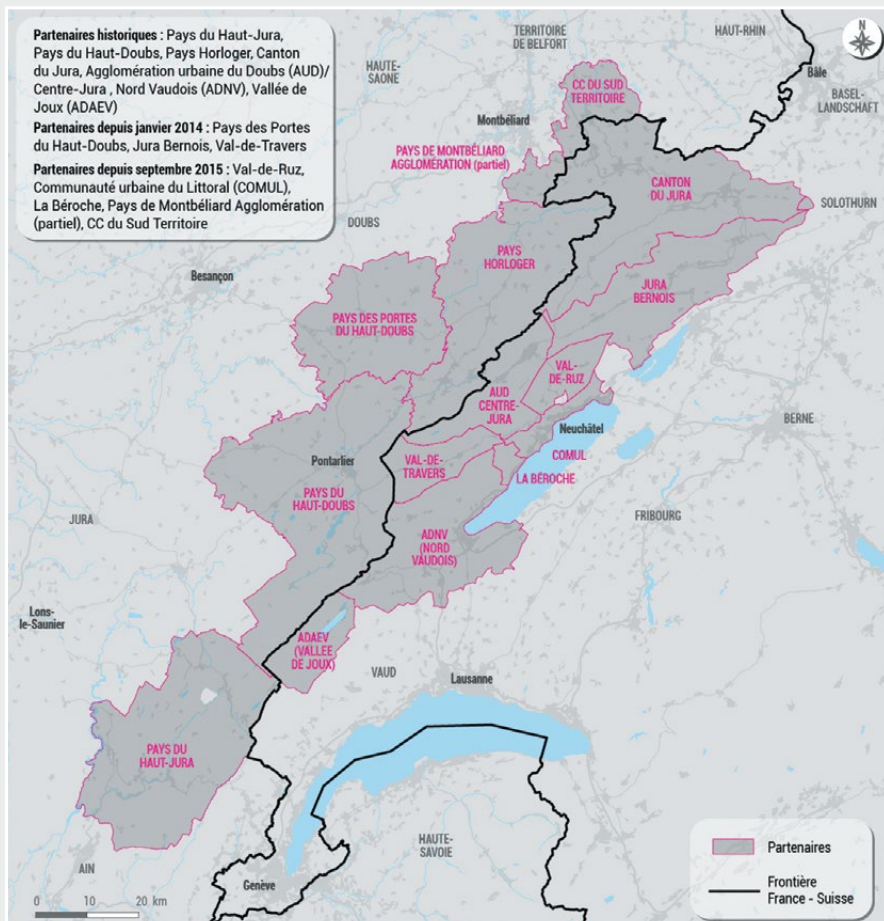 Partenaires historiques : Pays du Haut-Jura,
Pays du Haut-Doubs, Pays Horloger, Canton
du Jura, Agglomération urbaine du Doubs (AUD)/
Centre-Jura , Nord Vaudois (ADNV), Vallée de
Joux (ADAEV)
Partenaires depuis janvier 2014 : Pays des Portes
du Haut-Doubs, Jura Bernois, Val-de-Travers
Partenaires depuis septembre 2015 : Val-de-Ruz,
Communauté urbaine du Littoral (COMUL),
La Béroche, Pays de Montbéliard Agglomération
(partiel), CC du Sud Territoire
TERRITOIRE
DE BELFORT
HAUT-RHIN
N
HAUTE-
SAONE
Bâle
BASEL-
LANDSCHAFT
CC DU SUD
TERRITOIRE
Montbéliard
PAYS DE MONTBÉLIARD
AGGLOMÉRATION (partiel)
CANTON
DU JURA
SOLOTHURN
DOUBS
PAYS
HORLOGER
Besançon
JURA
BERNOIS
PAYS DES PORTES
DU HAUT-DOUBS
VAL-
DE-RUZ
AUD
CENTRE-
JURA
BERNE
Neuchâtel
Pontarlier
VAL-DE-
TRAVERS
COMUL
LA BÉROCHE
PAYS DU
HAUT-DOUBS
JURA
FRIBOURG
ADNV
(NORD
VAUDOIS)
Lons-
le-Saunier
ADAEV
(VALLEE
DE JOUX)
VAUD
Lausanne
PAYS DU
HAUT-JURA
HAUTE-
SAVOIE
AIN
Genève
Partenaires
Frontière
France - Suisse
0 10 20 km